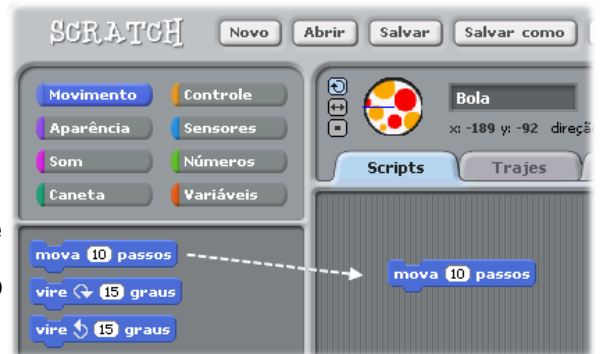 SCRATCH Novo Abrir Salvar Salvar como
Movimento Controle
Aparência Sensores
Som Números
Caneta Variáveis
Bola
x: -189 y: -92 direçã
Scripts Trajes
mova 10 passos
vire 15 graus
vire 15 graus
mova 10 passos